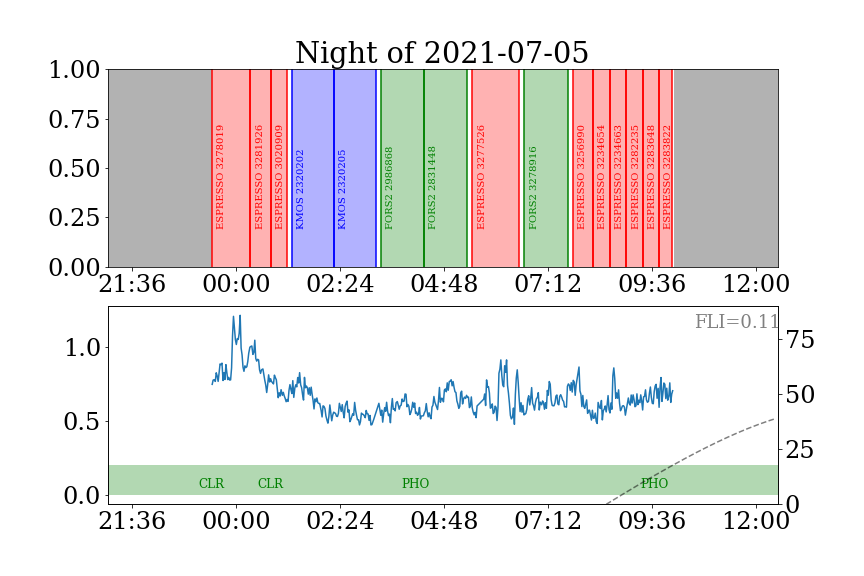 Night of 2021-07-05
1.00
0.75
0.50
0.25
0.00
ESPRESSO 3278019
ESPRESSO 3281926
ESPRESSO 3020909
KMOS 2320202
KMOS 2320205
FORS2 2986868
FORS2 2831448
ESPRESSO 3277526
FORS2 3278916
ESPRESSO 3256990
ESPRESSO 3234654
ESPRESSO 3234663
ESPRESSO 3282235
ESPRESSO 3283648
ESPRESSO 3283822
21:36 00:00 02:24 04:48 07:12 09:36 12:00
FLI=0.11
1.0
0.5
0.0
75
50
25
0
CLR CLR PHO PHO
21:36 00:00 02:24 04:48 07:12 09:36 12:00